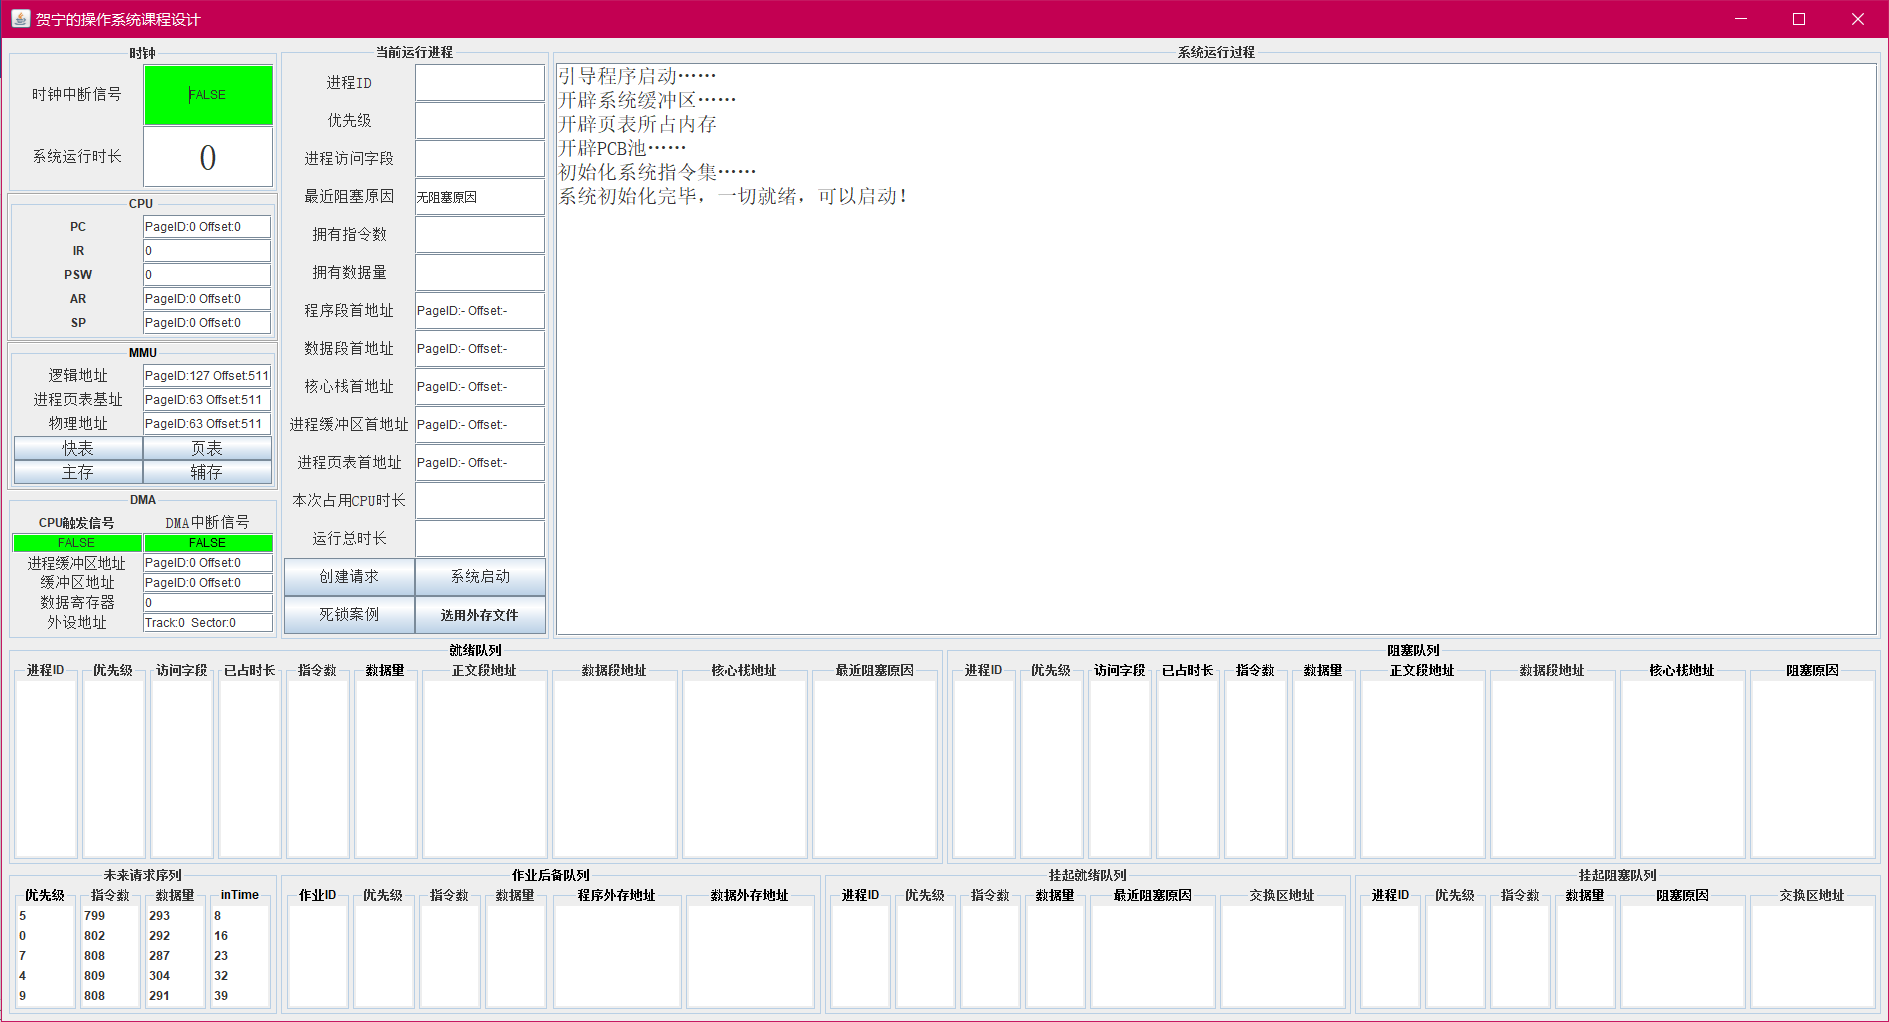 贺宁的操作系统课程设计
时钟
时钟中断信号 FALSE
系统运行时长 0
CPU
PC PageID:0 Offset:0
IR 0
PSW 0
AR PageID:0 Offset:0
SP PageID:0 Offset:0
MMU
逻辑地址 PageID:127 Offset:511
进程页表基址 PageID:63 Offset:511
物理地址 PageID:63 Offset:511
快表 页表
主存 辅存
DMA
CPU触发信号 DMA中断信号
FALSE FALSE
进程缓冲区地址 PageID:0 Offset:0
缓冲区地址 PageID:0 Offset:0
数据寄存器 0
外设地址 Track:0 Sector:0
当前运行进程
进程ID
优先级
进程访问字段
最近阻塞原因 无阻塞原因
拥有指令数
拥有数据量
程序段首地址 PageID:- Offset:-
数据段首地址 PageID:- Offset:-
核心栈首地址 PageID:- Offset:-
进程缓冲区首地址 PageID:- Offset:-
进程页表首地址 PageID:- Offset:-
本次占用CPU时长
运行总时长
创建请求 系统启动
死锁案例 选用外存文件
系统运行过程
引导程序启动······
开辟系统缓冲区······
开辟页表所占内存
开辟PCB池······
初始化系统指令集······
系统初始化完毕，一切就绪，可以启动！
就绪队列
进程ID 优先级 访问字段 已占时长 指令数 数据量 正文段地址 数据段地址 核心栈地址 最近阻塞原因
阻塞队列
进程ID 优先级 访问字段 已占时长 指令数 数据量 正文段地址 数据段地址 核心栈地址 阻塞原因
未来请求序列
优先级 指令数 数据量 inTime
5 799 293 8
0 802 292 16
7 808 287 23
4 809 304 32
9 808 291 39
作业后备队列
作业ID 优先级 指令数 数据量 程序外存地址 数据外存地址
挂起就绪队列
进程ID 优先级 指令数 数据量 最近阻塞原因 交换区地址
挂起阻塞队列
进程ID 优先级 指令数 数据量 阻塞原因 交换区地址